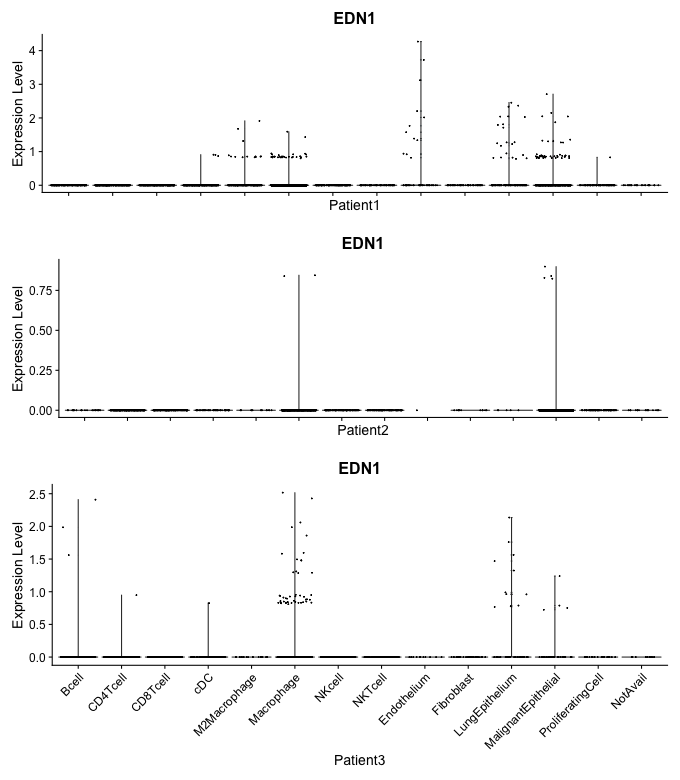 EDN1
Expression Level
4
3
2
1
0
Patient1
EDN1
Expression Level
0.75
0.50
0.25
0.00
Patient2
EDN1
Expression Level
2.5
2.0
1.5
1.0
0.5
0.0
Bcell
CD4Tcell
CD8Tcell
cDC
M2Macrophage
Macrophage
NKcell
NKTcell
Endothelium
Fibroblast
LungEpithelium
MalignantEpithelial
ProliferatingCell
NotAvail
Patient3